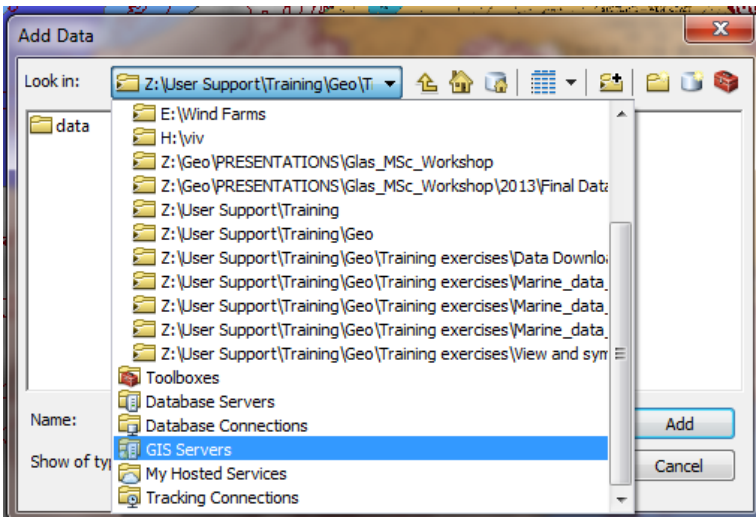 Add Data
Look in:
Z:\User Support\Training\Geo\T
data
E:\Wind Farms
H:\viv
Z:\Geo\PRESENTATIONS\Glas_MSc_Workshop
Z:\Geo\PRESENTATIONS\Glas_MSc_Workshop\2013\Final Data
Z:\User Support\Training
Z:\User Support\Training\Geo
Z:\User Support\Training\Geo\Training exercises\Data Downlo
Z:\User Support\Training\Geo\Training exercises\Marine_data_
Z:\User Support\Training\Geo\Training exercises\Marine_data_
Z:\User Support\Training\Geo\Training exercises\Marine_data_
Z:\User Support\Training\Geo\Training exercises\View and sym
Toolboxes
Database Servers
Name:
Database Connections
Add
GIS Servers
Show of ty
My Hosted Services
Cancel
Tracking Connections